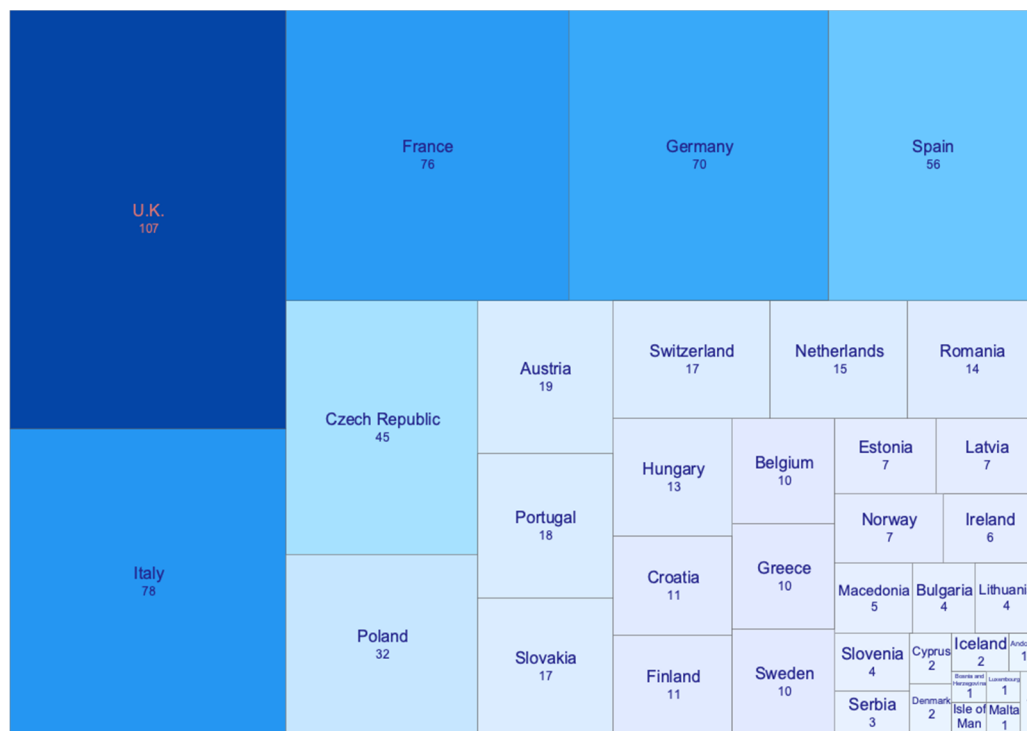 U.K.
107
Italy
78
France
76
Germany
70
Spain
56
Czech Republic
45
Poland
32
Austria
19
Portugal
18
Slovakia
17
Switzerland
17
Netherlands
15
Romania
14
Hungary
13
Croatia
11
Finland
11
Belgium
10
Greece
10
Sweden
10
Estonia
7
Latvia
7
Norway
7
Ireland
6
Macedonia
5
Bulgaria
4
Lithuani
4
Slovenia
4
Serbia
3
Cyprus
2
Denmark
2
Iceland
2
Ando
1
Bosnia and
Herzegovina
1
Luxembourg
1
Isle of
Man
Malta
1